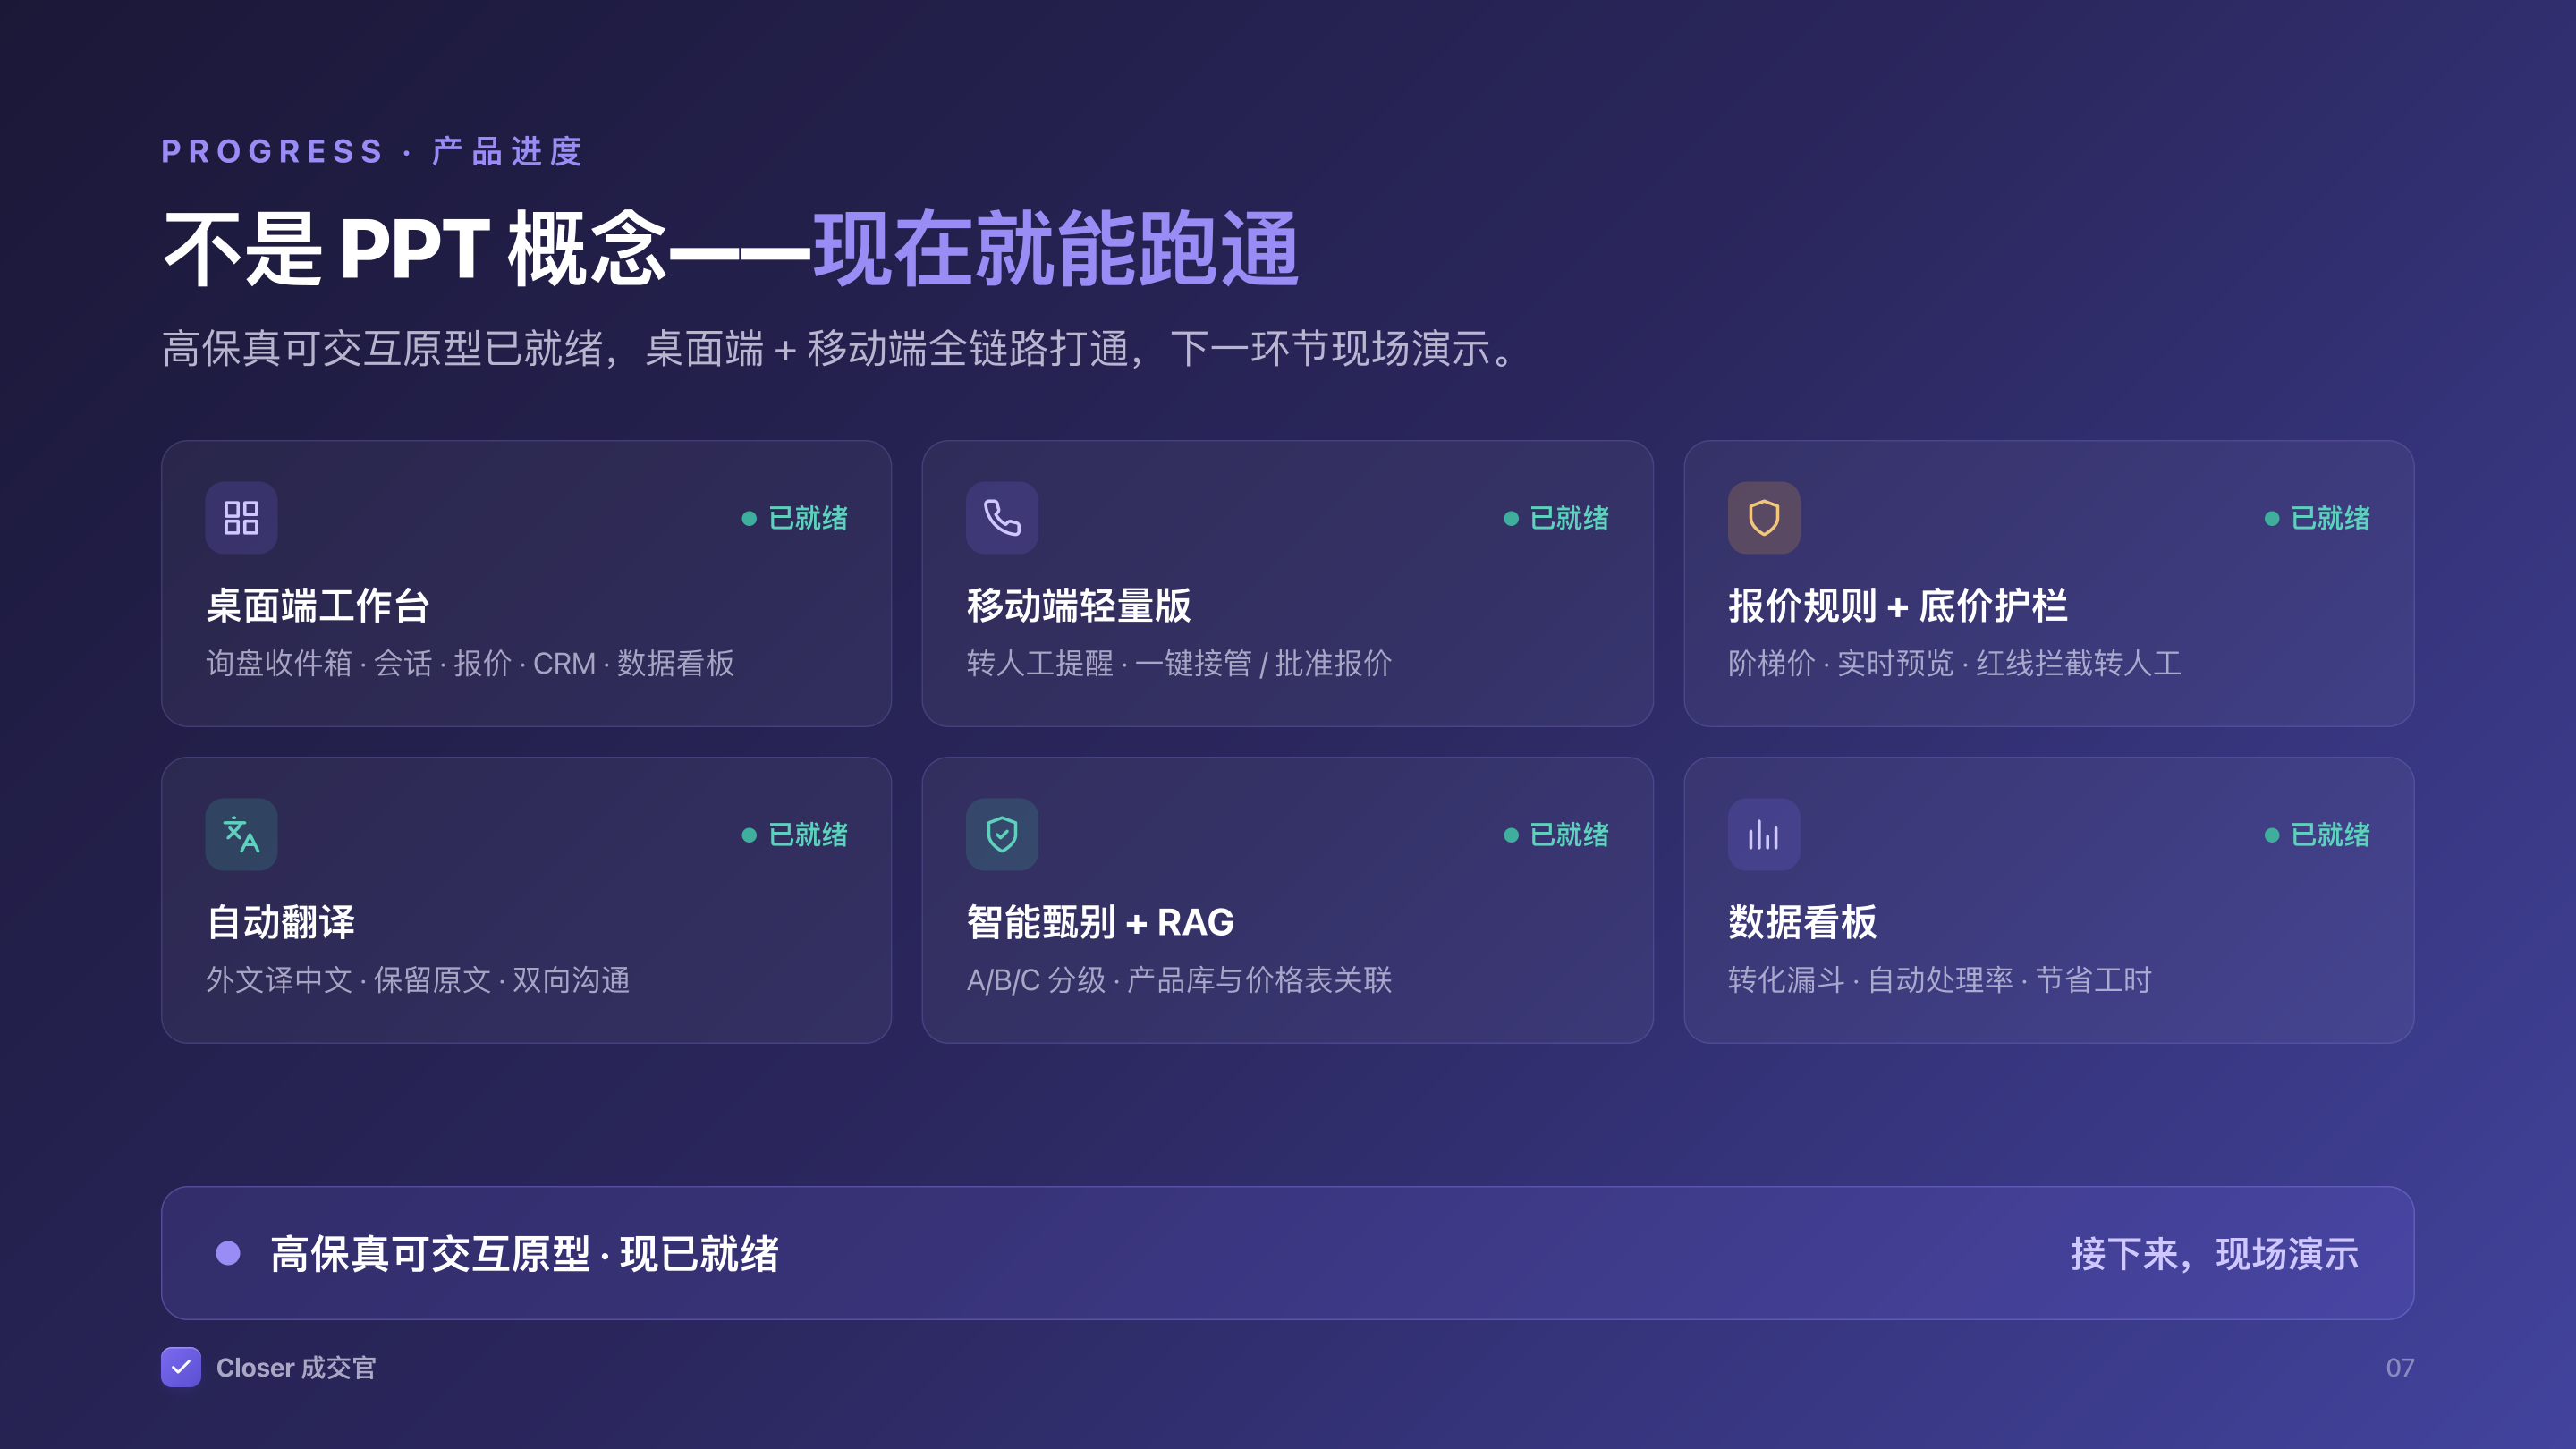 PROGRESS · 产品进度
不是 PPT 概念——现在就能跑通
高保真可交互原型已就绪，桌面端 + 移动端全链路打通，下一环节现场演示。
已就绪
桌面端工作台
询盘收件箱 · 会话 · 报价 · CRM · 数据看板
已就绪
移动端轻量版
转人工提醒 · 一键接管 / 批准报价
已就绪
报价规则 + 底价护栏
阶梯价 · 实时预览 · 红线拦截转人工
已就绪
自动翻译
外文译中文 · 保留原文 · 双向沟通
已就绪
智能甄别 + RAG
A/B/C 分级 · 产品库与价格表关联
已就绪
数据看板
转化漏斗 · 自动处理率 · 节省工时
高保真可交互原型 · 现已就绪
接下来，现场演示
Closer 成交官
07